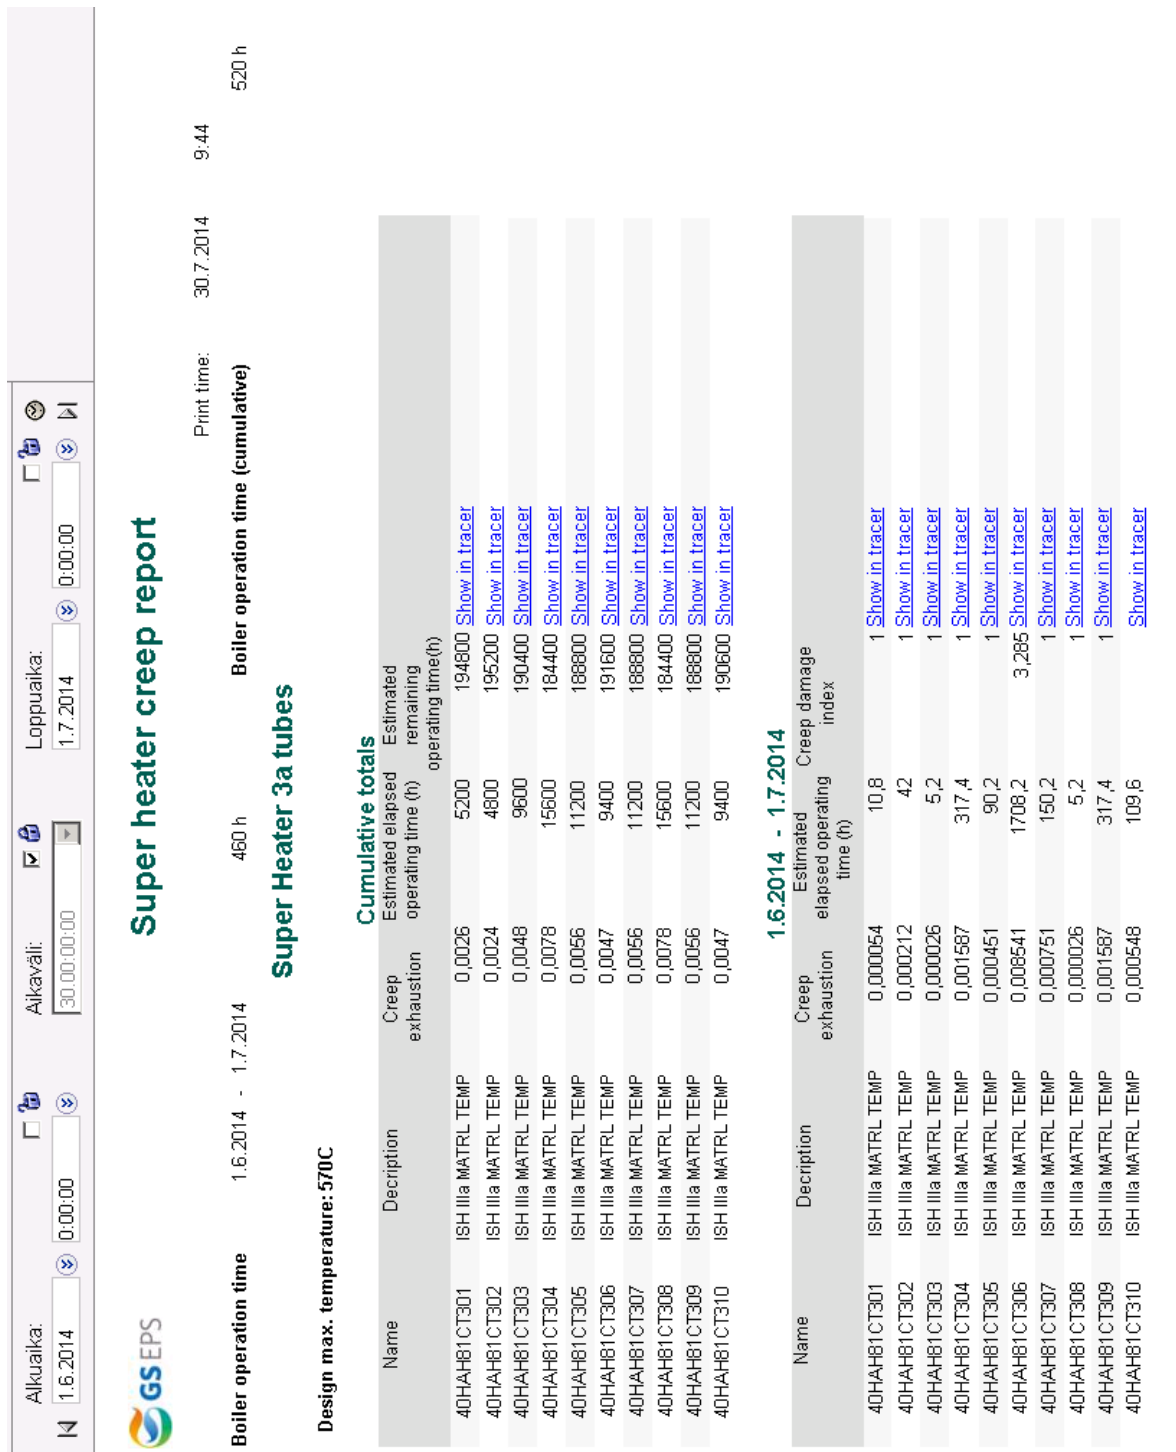 Alkuaika: Aikaväli: Loppuaika:
1.6.2014 0:00:00 30.00:00:00 1.7.2014 0:00:00
GS EPS
Super heater creep report
Print time: 30.7.2014 9:44
Boiler operation time 1.6.2014 - 1.7.2014 460 h Boiler operation time (cumulative) 520 h
Super Heater 3a tubes
Design max. temperature: 570C
Cumulative totals
Name Decription Creep exhaustion Estimated elapsed operating time (h) Estimated remaining operating time(h)
40HAH81CT301 ISH IIIa MATRL TEMP 0,0026 5200 194800 Show in tracer
40HAH81CT302 ISH IIIa MATRL TEMP 0,0024 4800 195200 Show in tracer
40HAH81CT303 ISH IIIa MATRL TEMP 0,0048 9600 190400 Show in tracer
40HAH81CT304 ISH IIIa MATRL TEMP 0,0078 15600 184400 Show in tracer
40HAH81CT305 ISH IIIa MATRL TEMP 0,0056 11200 188800 Show in tracer
40HAH81CT306 ISH IIIa MATRL TEMP 0,0047 9400 191600 Show in tracer
40HAH81CT307 ISH IIIa MATRL TEMP 0,0056 11200 188800 Show in tracer
40HAH81CT308 ISH IIIa MATRL TEMP 0,0078 15600 184400 Show in tracer
40HAH81CT309 ISH IIIa MATRL TEMP 0,0056 11200 188800 Show in tracer
40HAH81CT310 ISH IIIa MATRL TEMP 0,0047 9400 190600 Show in tracer
1.6.2014 - 1.7.2014
Name Decription Creep exhaustion Estimated elapsed operating time (h) Creep damage index
40HAH81CT301 ISH IIIa MATRL TEMP 0,000054 10,8 1 Show in tracer
40HAH81CT302 ISH IIIa MATRL TEMP 0,000212 42 1 Show in tracer
40HAH81CT303 ISH IIIa MATRL TEMP 0,000026 5,2 1 Show in tracer
40HAH81CT304 ISH IIIa MATRL TEMP 0,001587 317,4 1 Show in tracer
40HAH81CT305 ISH IIIa MATRL TEMP 0,000451 90,2 1 Show in tracer
40HAH81CT306 ISH IIIa MATRL TEMP 0,008541 1708,2 3,285 Show in tracer
40HAH81CT307 ISH IIIa MATRL TEMP 0,000751 150,2 1 Show in tracer
40HAH81CT308 ISH IIIa MATRL TEMP 0,000026 5,2 1 Show in tracer
40HAH81CT309 ISH IIIa MATRL TEMP 0,001587 317,4 1 Show in tracer
40HAH81CT310 ISH IIIa MATRL TEMP 0,000548 109,6 Show in tracer